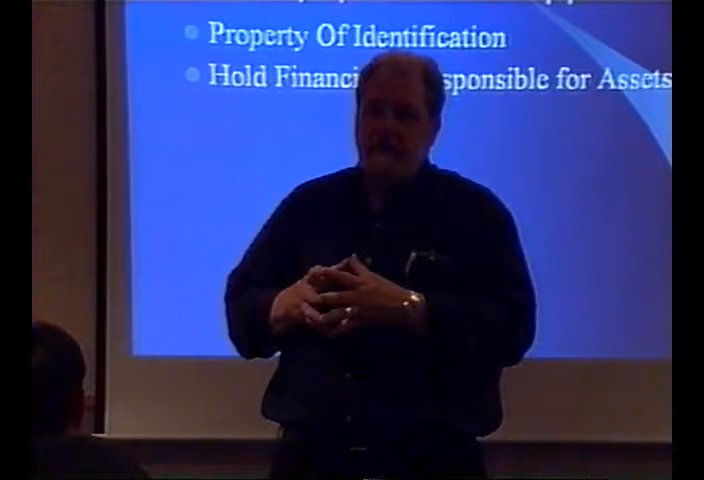 Property Of Identification
Hold Financi sponsible for Assets